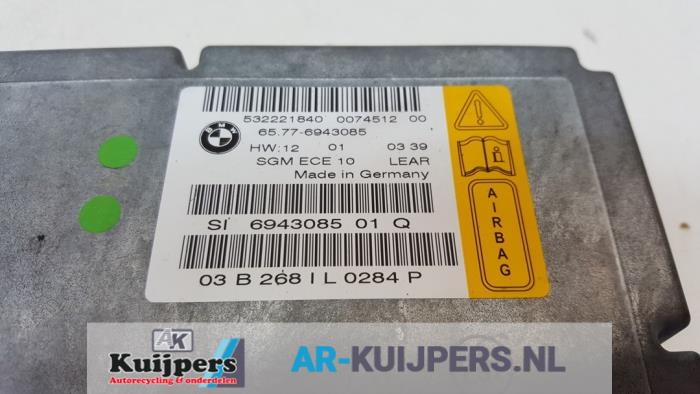 532221840 0074512 00
BMW
65.77-6943085
HW:12 01 03 39
SGM ECE 10 LEAR
Made in Germany
SI 6943085 01 Q
03 B 268 I L 0284 P
AIRBAG
AK
Kuijpers
Autorecycling & onderdelen
AR-KUIJPERS.NL